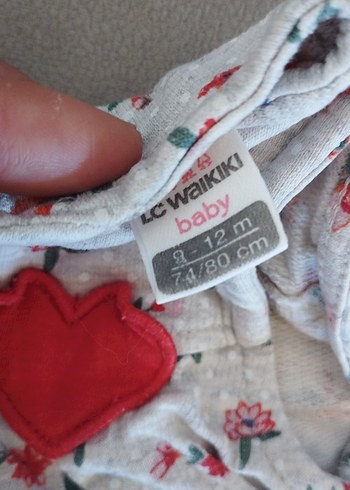 LC WAIKIKI
baby
9 - 12 m
74/80 cm